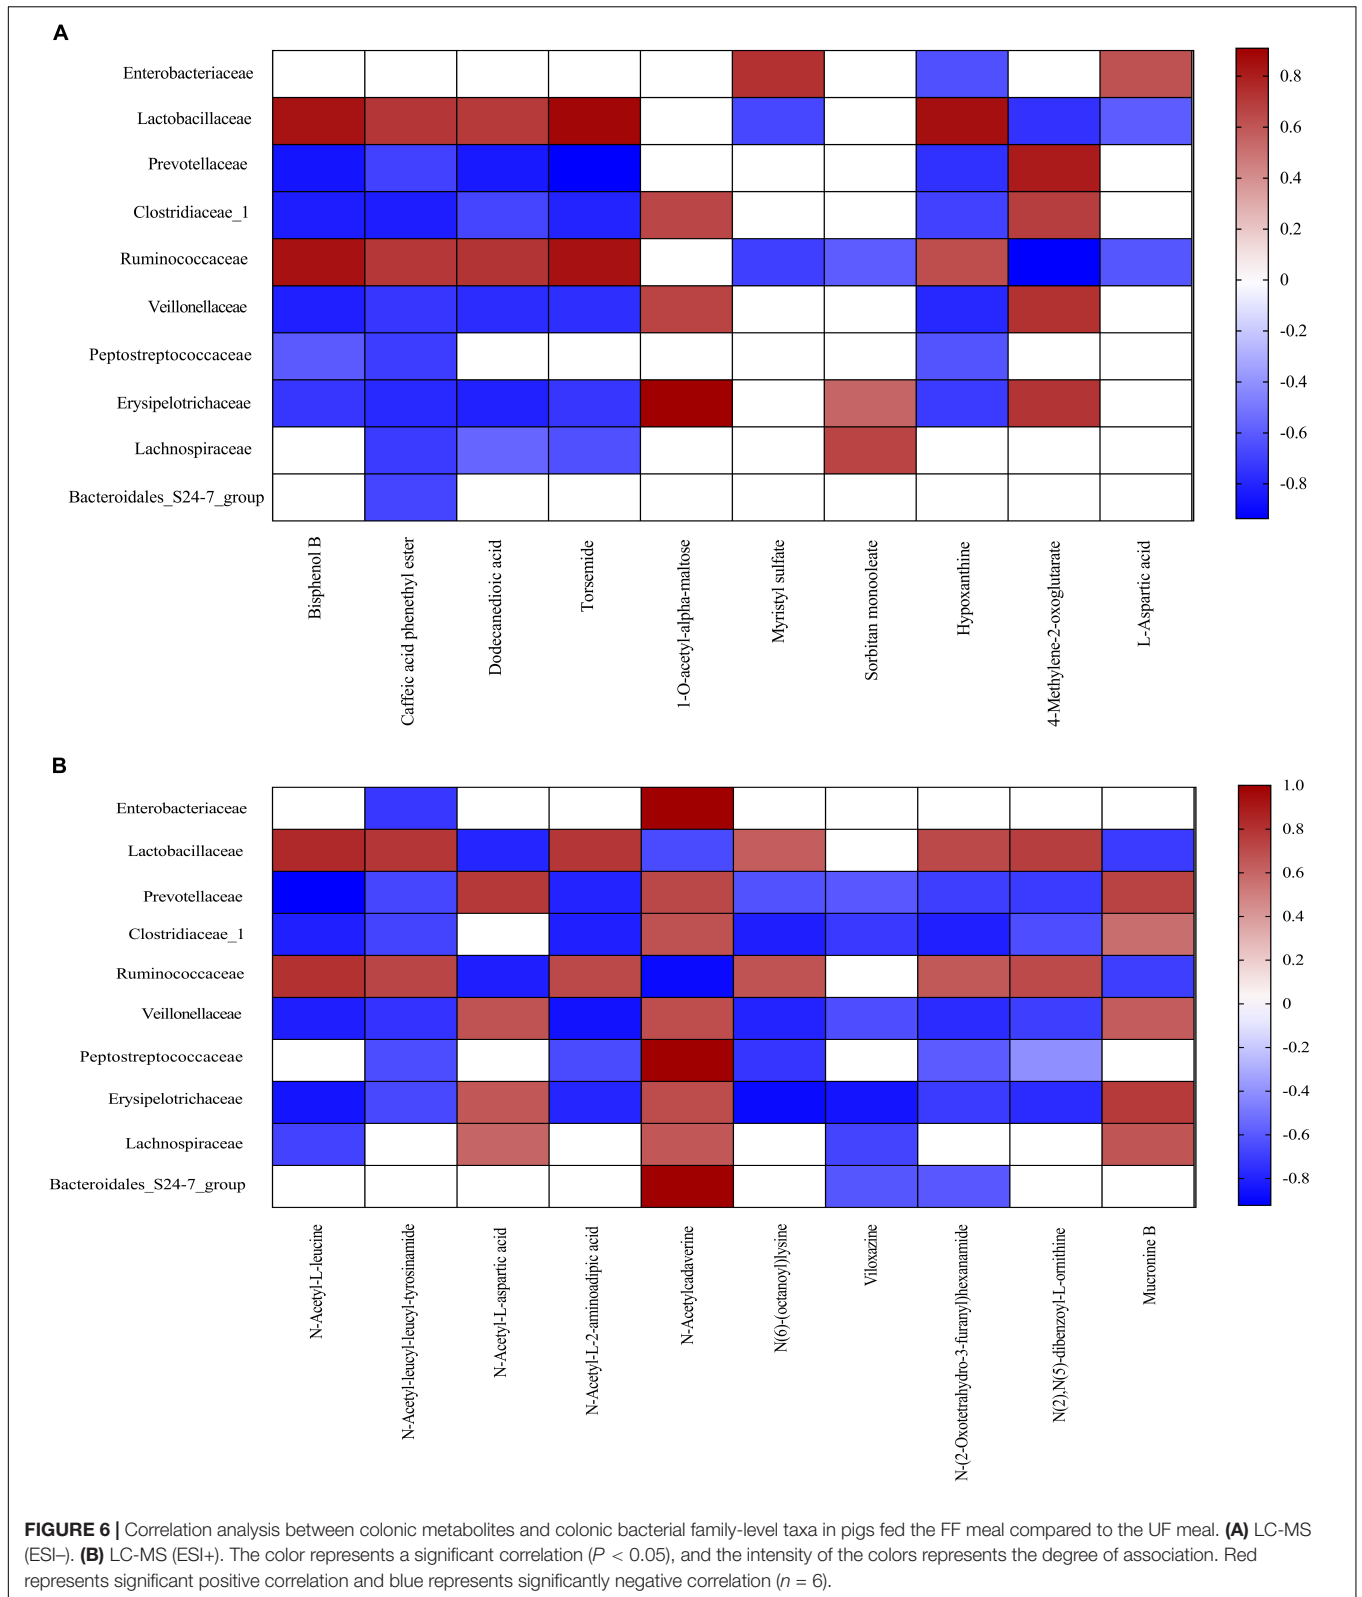 A
Enterobacteriaceae
Lactobacillaceae
Prevotellaceae
Clostridiaceae_1
Ruminococcaceae
Veillonellaceae
Peptostreptococcaceae
Erysipelotrichaceae
Lachnospiraceae
Bacteroidales_S24-7_group
0.8
0.6
0.4
0.2
0
-0.2
-0.4
-0.6
-0.8
Bisphenol B
Caffeic acid phenethyl ester
Dodecanedioic acid
Torsemide
1-O-acetyl-alpha-maltose
Myristyl sulfate
Sorbitan monooleate
Hypoxanthine
4-Methylene-2-oxoglutarate
L-Aspartic acid
B
Enterobacteriaceae
Lactobacillaceae
Prevotellaceae
Clostridiaceae_1
Ruminococcaceae
Veillonellaceae
Peptostreptococcaceae
Erysipelotrichaceae
Lachnospiraceae
Bacteroidales_S24-7_group
1.0
0.8
0.6
0.4
0.2
0
-0.2
-0.4
-0.6
-0.8
N-Acetyl-L-leucine
N-Acetyl-leucyl-leucyl-tyrosinamide
N-Acetyl-L-aspartic acid
N-Acetyl-L-2-aminoadipic acid
N-Acetylcadaverine
N(6)-(octanoyl)lysine
Viloxazine
N-(2-Oxotetrahydro-3-furanyl)hexanamide
N(2),N(5)-dibenzoyl-L-ornithine
Mucronine B
FIGURE 6 | Correlation analysis between colonic metabolites and colonic bacterial family-level taxa in pigs fed the FF meal compared to the UF meal. (A) LC-MS
(ESI–). (B) LC-MS (ESI+). The color represents a significant correlation (P < 0.05), and the intensity of the colors represents the degree of association. Red
represents significant positive correlation and blue represents significantly negative correlation (n = 6).